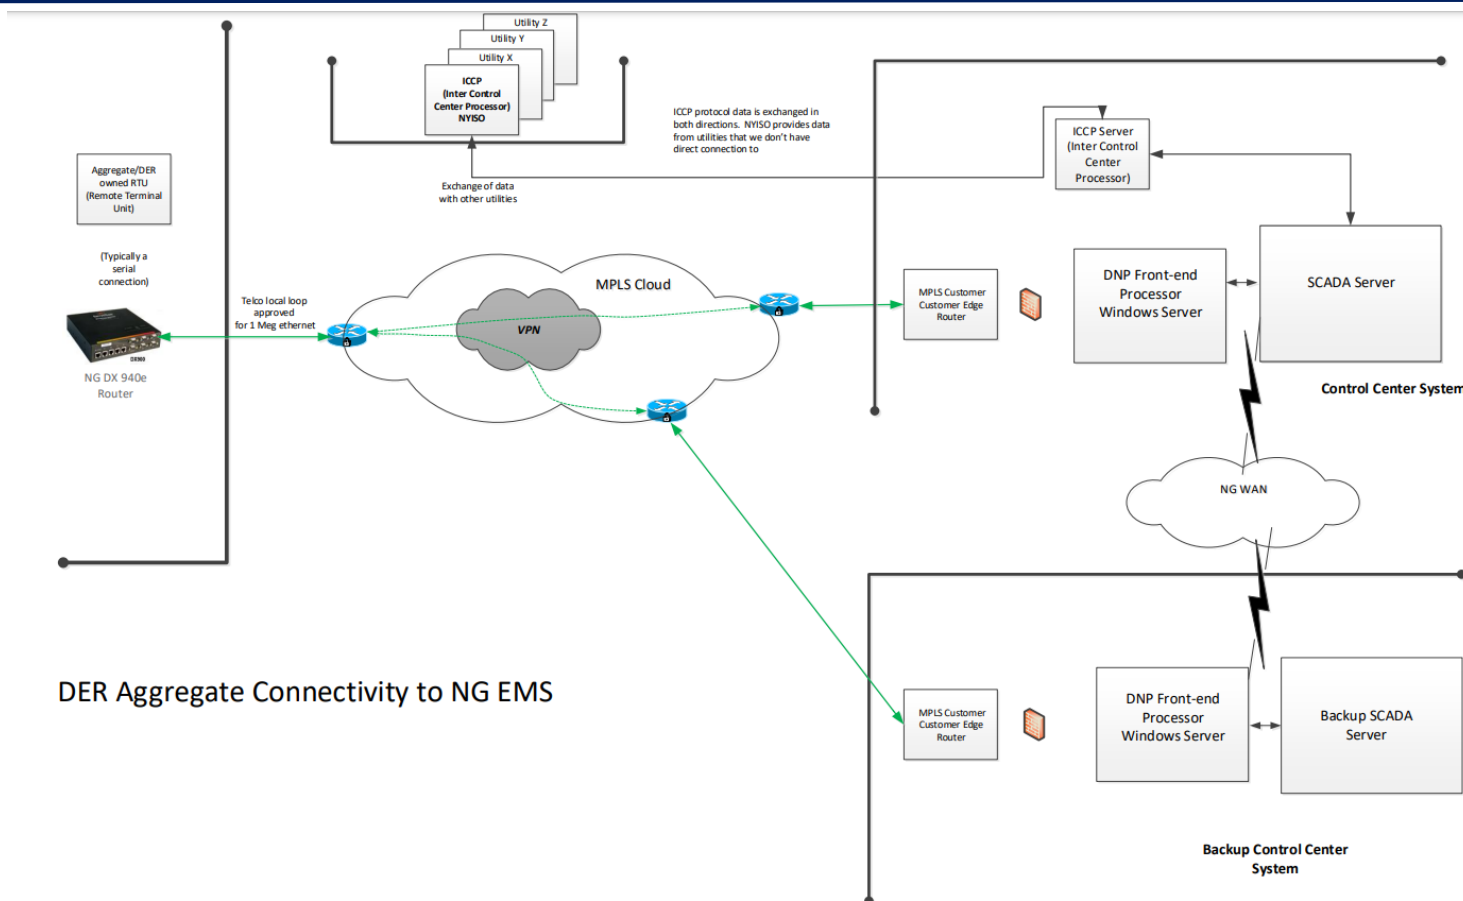 Utility Z
Utility Y
Utility X
ICCP
(Inter Control
Center Processor)
NYISO
ICCP protocol data is exchanged in
both directions.  NYISO provides data
from utilities that we don't have
direct connection to
ICCP Server
(Inter Control
Center
Processor)
Aggregate/DER
owned RTU
(Remote Terminal
Unit)
Exchange of data
with other utilities
(Typically a
serial
connection)
Telco local loop
approved
for 1 Meg ethernet
MPLS Cloud
VPN
MPLS Customer
Customer Edge
Router
DNP Front-end
Processor
Windows Server
SCADA Server
DX900
NG DX 940e
Router
Control Center System
NG WAN
DER Aggregate Connectivity to NG EMS
MPLS Customer
Customer Edge
Router
DNP Front-end
Processor
Windows Server
Backup SCADA
Server
Backup Control Center
System